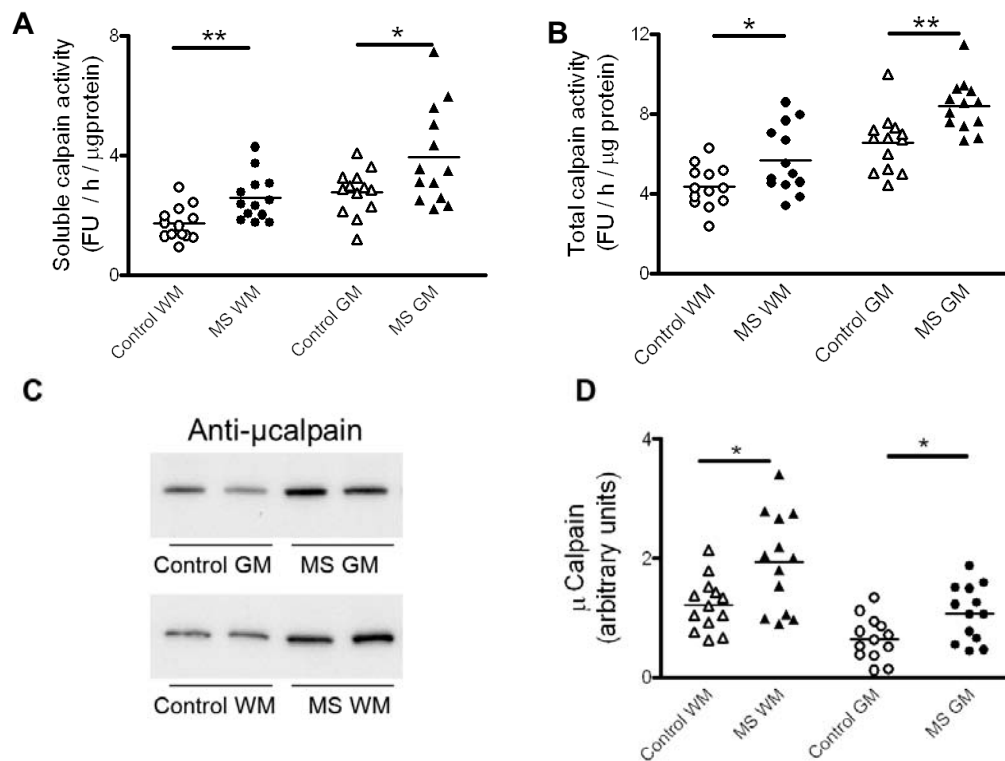 A
Soluble calpain activity
(FU / h / μgprotein)
8
4
0
**
*
Control WM
MS WM
Control GM
MS GM
B
Total calpain activity
(FU / h / μg protein)
12
8
4
0
*
**
Control WM
MS WM
Control GM
MS GM
C
Anti-μcalpain
Control GM MS GM
Control WM MS WM
D
μ Calpain
(arbitrary units)
4
2
0
*
*
Control WM
MS WM
Control GM
MS GM